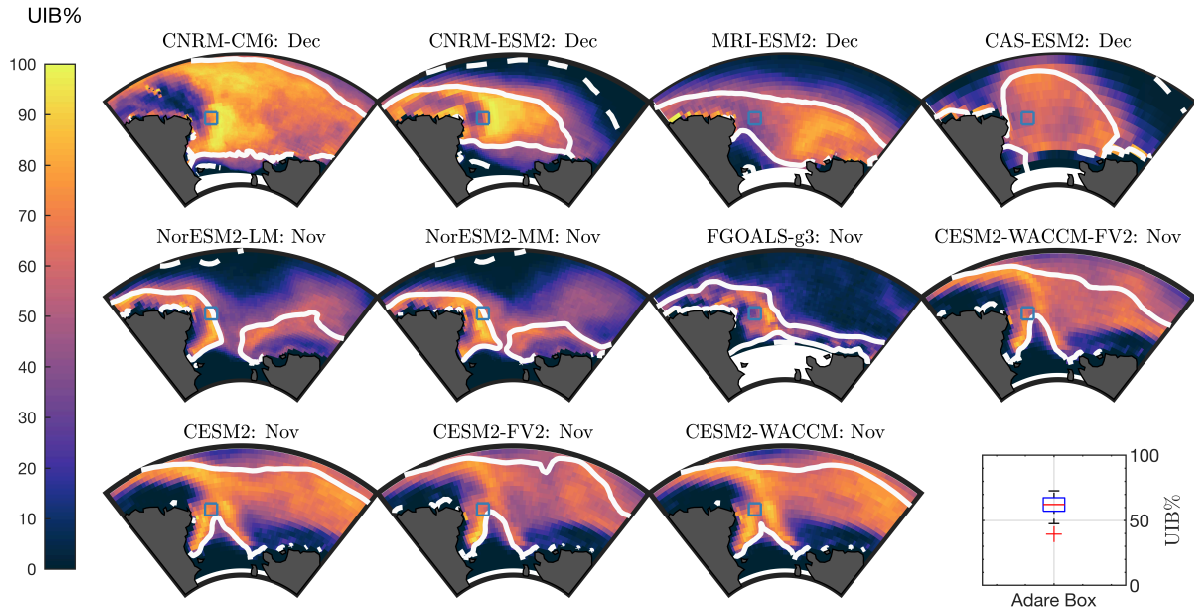 UIB%
CNRM-CM6: Dec
CNRM-ESM2: Dec
MRI-ESM2: Dec
CAS-ESM2: Dec
100
90
80
70
60
50
40
30
20
10
0
NorESM2-LM: Nov
NorESM2-MM: Nov
FGOALS-g3: Nov
CESM2-WACCM-FV2: Nov
CESM2: Nov
CESM2-FV2: Nov
CESM2-WACCM: Nov
100
50
0
UIB%
Adare Box